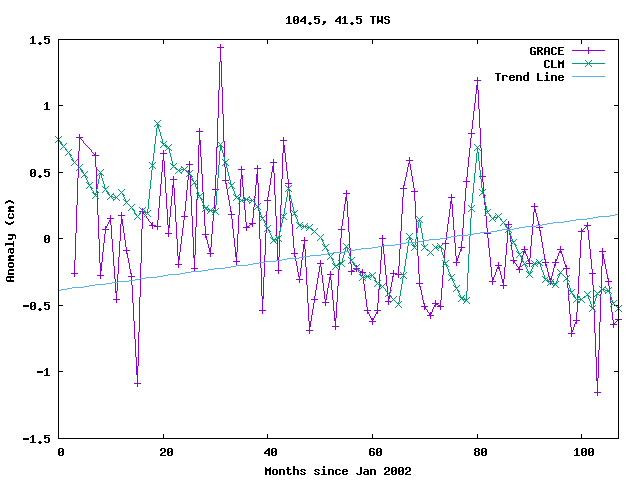 104.5, 41.5 TWS
GRACE
CLM
Trend Line
1.5
1
0.5
0
-0.5
-1
-1.5
Anomaly (cm)
0 20 40 60 80 100
Months since Jan 2002